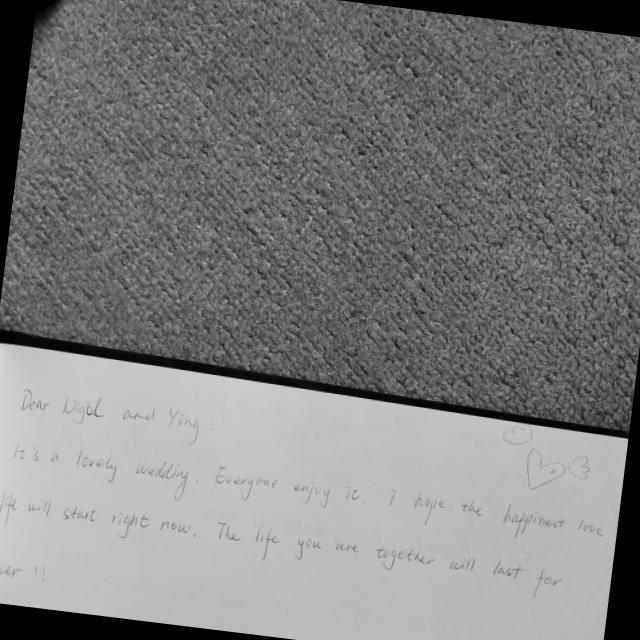 Dear Nigel and Ying:
It's a lovely wedding. Everyone enjoy it. I hope the happinest love
life will start right now. The life you are together will last for
ever !!